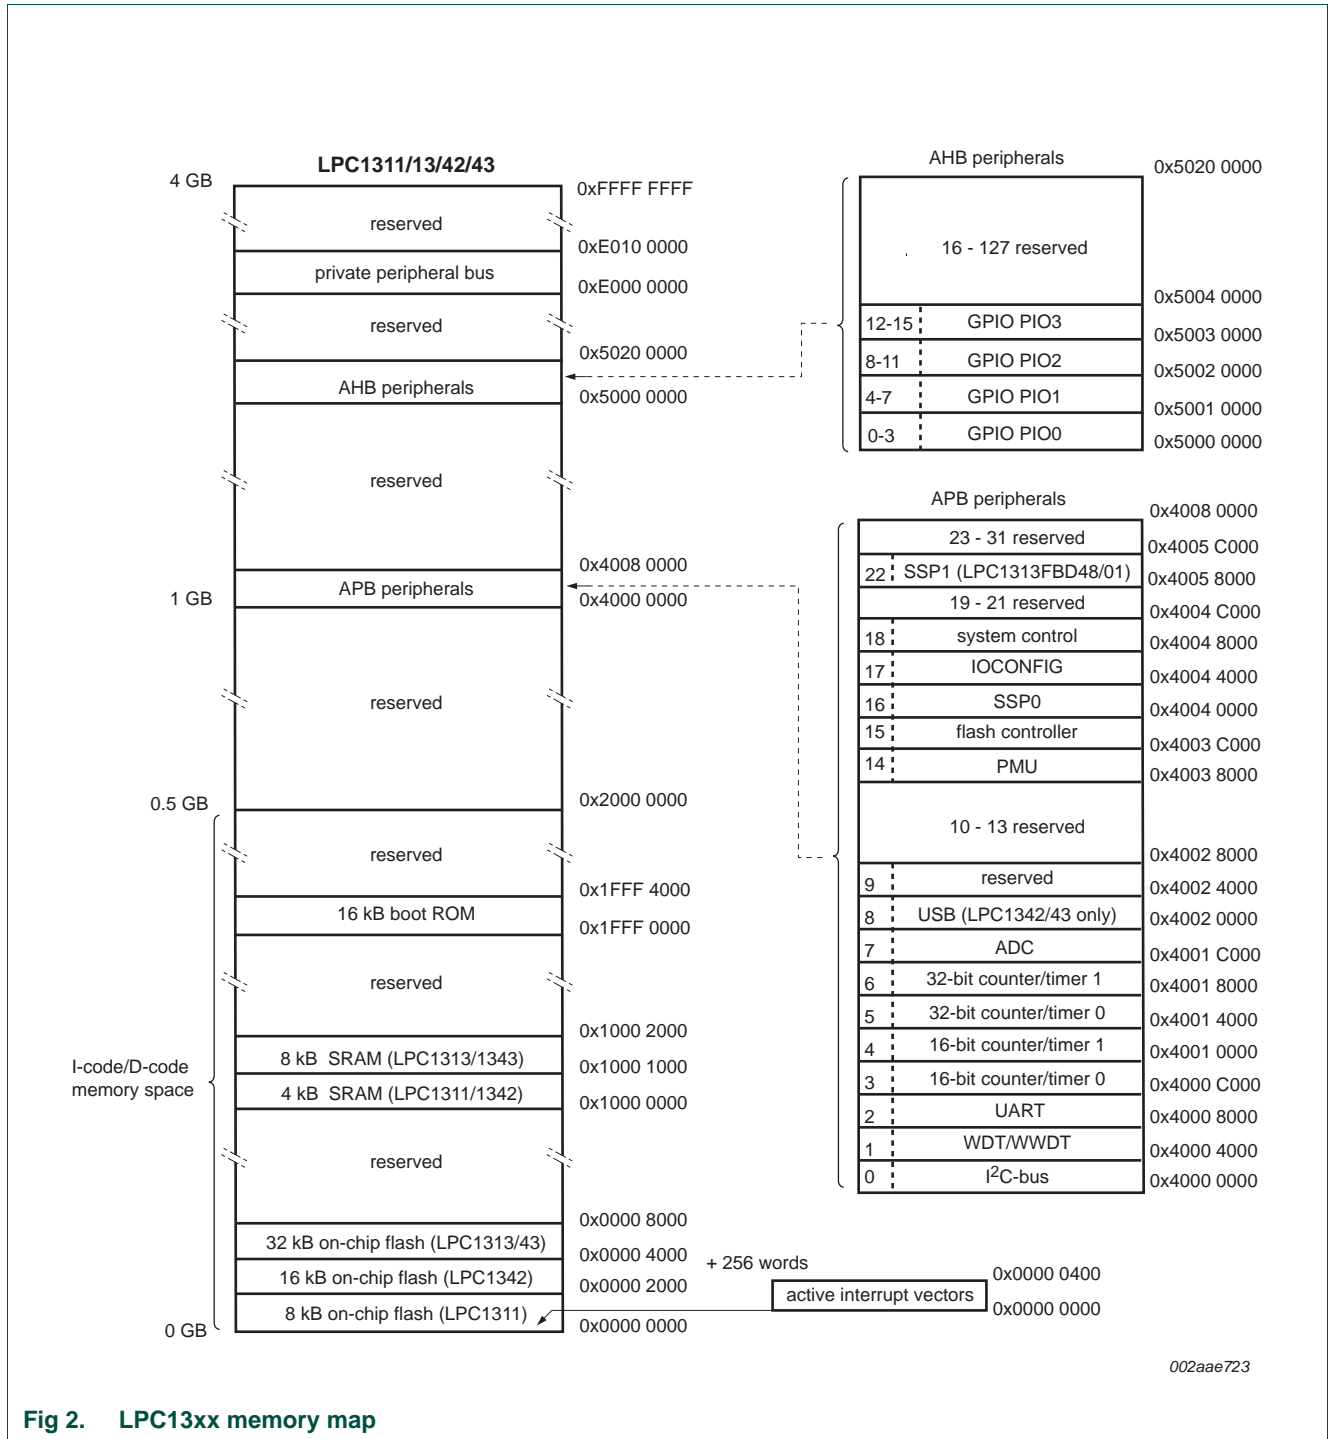 LPC1311/13/42/43
4 GB
0xFFFF FFFF
reserved
0xE010 0000
private peripheral bus
0xE000 0000
reserved
0x5020 0000
AHB peripherals
0x5000 0000
reserved
0x4008 0000
APB peripherals
1 GB
0x4000 0000
reserved
0.5 GB
0x2000 0000
reserved
0x1FFF 4000
16 kB boot ROM
0x1FFF 0000
reserved
0x1000 2000
8 kB SRAM (LPC1313/1343)
0x1000 1000
4 kB SRAM (LPC1311/1342)
0x1000 0000
I-code/D-code
memory space
reserved
0x0000 8000
32 kB on-chip flash (LPC1313/43)
0x0000 4000
16 kB on-chip flash (LPC1342)
0x0000 2000
8 kB on-chip flash (LPC1311)
0 GB
0x0000 0000
AHB peripherals
0x5020 0000
16 - 127 reserved
0x5004 0000
12-15 GPIO PIO3
0x5003 0000
8-11 GPIO PIO2
0x5002 0000
4-7 GPIO PIO1
0x5001 0000
0-3 GPIO PIO0
0x5000 0000
APB peripherals
0x4008 0000
23 - 31 reserved
0x4005 C000
22 SSP1 (LPC1313FBD48/01)
0x4005 8000
19 - 21 reserved
0x4004 C000
18 system control
0x4004 8000
17 IOCONFIG
0x4004 4000
16 SSP0
0x4004 0000
15 flash controller
0x4003 C000
14 PMU
0x4003 8000
10 - 13 reserved
0x4002 8000
9 reserved
0x4002 4000
8 USB (LPC1342/43 only)
0x4002 0000
7 ADC
0x4001 C000
6 32-bit counter/timer 1
0x4001 8000
5 32-bit counter/timer 0
0x4001 4000
4 16-bit counter/timer 1
0x4001 0000
3 16-bit counter/timer 0
0x4000 C000
2 UART
0x4000 8000
1 WDT/WWDT
0x4000 4000
0 I2C-bus
0x4000 0000
+ 256 words
0x0000 0400
active interrupt vectors
0x0000 0000
002aae723
Fig 2. LPC13xx memory map